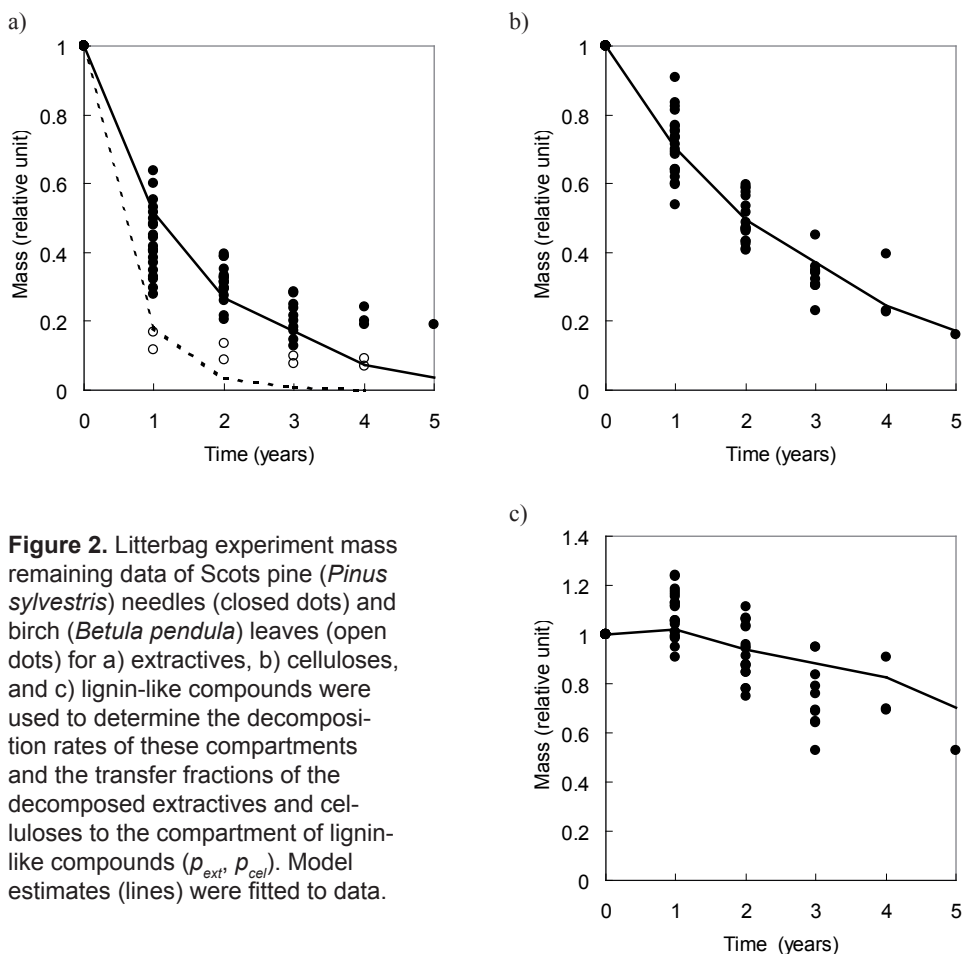 a)
1
0.8
0.6
0.4
0.2
0
Mass (relative unit)
0 1 2 3 4 5
Time (years)
b)
1
0.8
0.6
0.4
0.2
0
Mass (relative unit)
0 1 2 3 4 5
Time (years)
Figure 2. Litterbag experiment mass
remaining data of Scots pine (Pinus
sylvestris) needles (closed dots) and
birch (Betula pendula) leaves (open
dots) for a) extractives, b) celluloses,
and c) lignin-like compounds were
used to determine the decomposi-
tion rates of these compartments
and the transfer fractions of the
decomposed extractives and cel-
luloses to the compartment of lignin-
like compounds (pext, pcel). Model
estimates (lines) were fitted to data.
c)
1.4
1.2
1
0.8
0.6
0.4
0.2
0
Mass (relative unit)
0 1 2 3 4 5
Time (years)